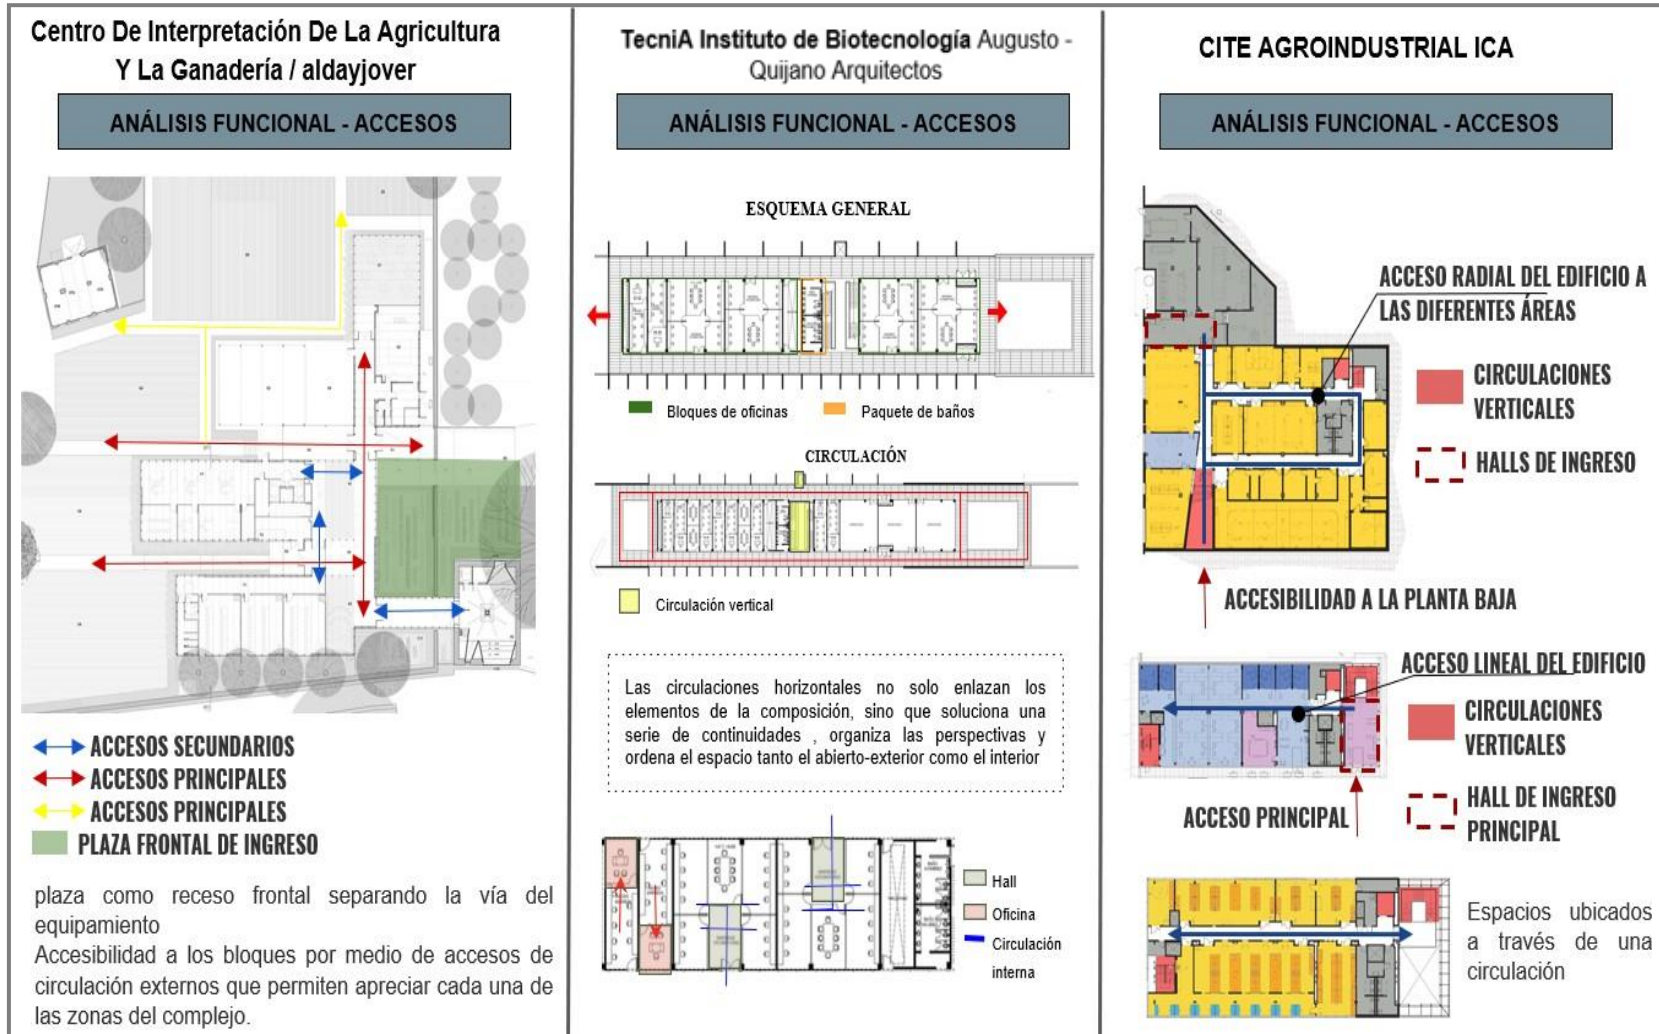 Centro De Interpretación De La Agricultura
Y La Ganadería / aldayjover
ANÁLISIS FUNCIONAL - ACCESOS
ACCESOS SECUNDARIOS
ACCESOS PRINCIPALES
ACCESOS PRINCIPALES
PLAZA FRONTAL DE INGRESO
plaza como receso frontal separando la vía del
equipamiento
Accesibilidad a los bloques por medio de accesos de
circulación externos que permiten apreciar cada una de
las zonas del complejo.
TecniA Instituto de Biotecnología Augusto -
Quijano Arquitectos
ANÁLISIS FUNCIONAL - ACCESOS
ESQUEMA GENERAL
Bloques de oficinas
Paquete de baños
CIRCULACIÓN
Circulación vertical
Las circulaciones horizontales no solo enlazan los
elementos de la composición, sino que soluciona una
serie de continuidades , organiza las perspectivas y
ordena el espacio tanto el abierto-exterior como el interior
Hall
Oficina
Circulación
interna
CITE AGROINDUSTRIAL ICA
ANÁLISIS FUNCIONAL - ACCESOS
ACCESO RADIAL DEL EDIFICIO A
LAS DIFERENTES ÁREAS
CIRCULACIONES
VERTICALES
HALLS DE INGRESO
ACCESIBILIDAD A LA PLANTA BAJA
ACCESO LINEAL DEL EDIFICIO
CIRCULACIONES
VERTICALES
ACCESO PRINCIPAL
HALL DE INGRESO
PRINCIPAL
Espacios ubicados
a través de una
circulación